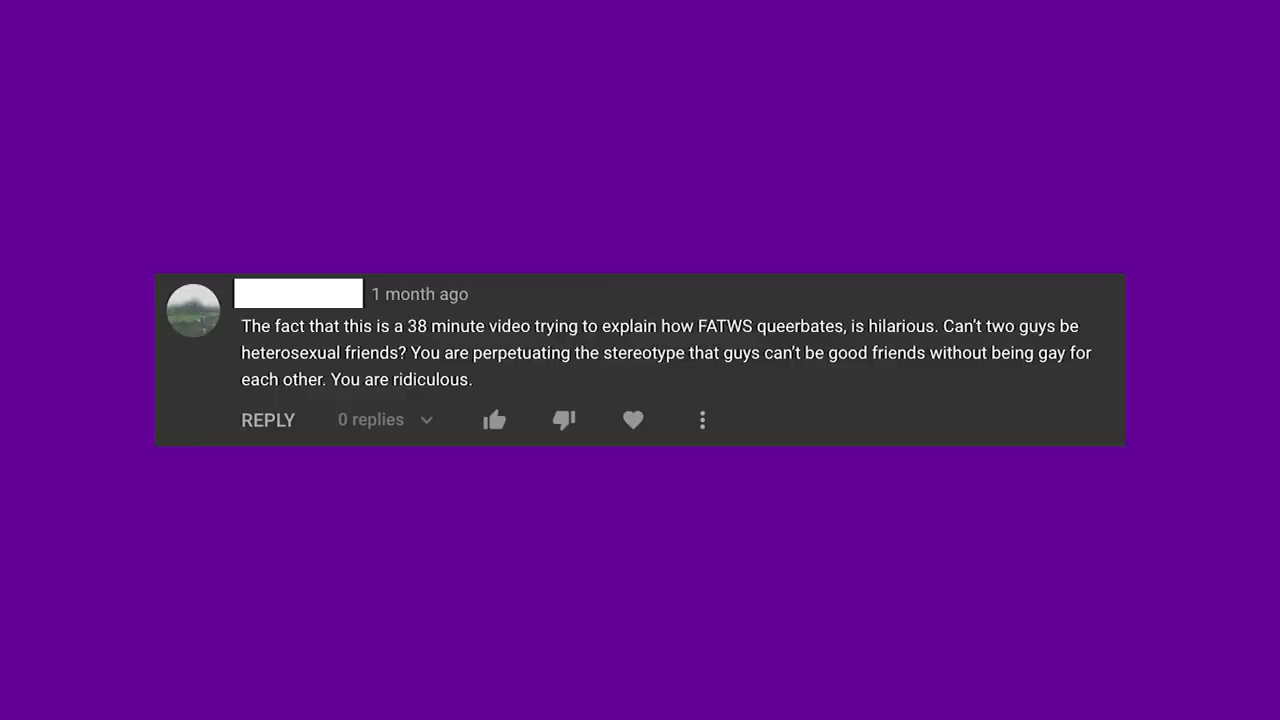 1 month ago
The fact that this is a 38 minute video trying to explain how FATWS queerbates, is hilarious. Can't two guys be
heterosexual friends? You are perpetuating the stereotype that guys can't be good friends without being gay for
each other. You are ridiculous.
REPLY 0 replies